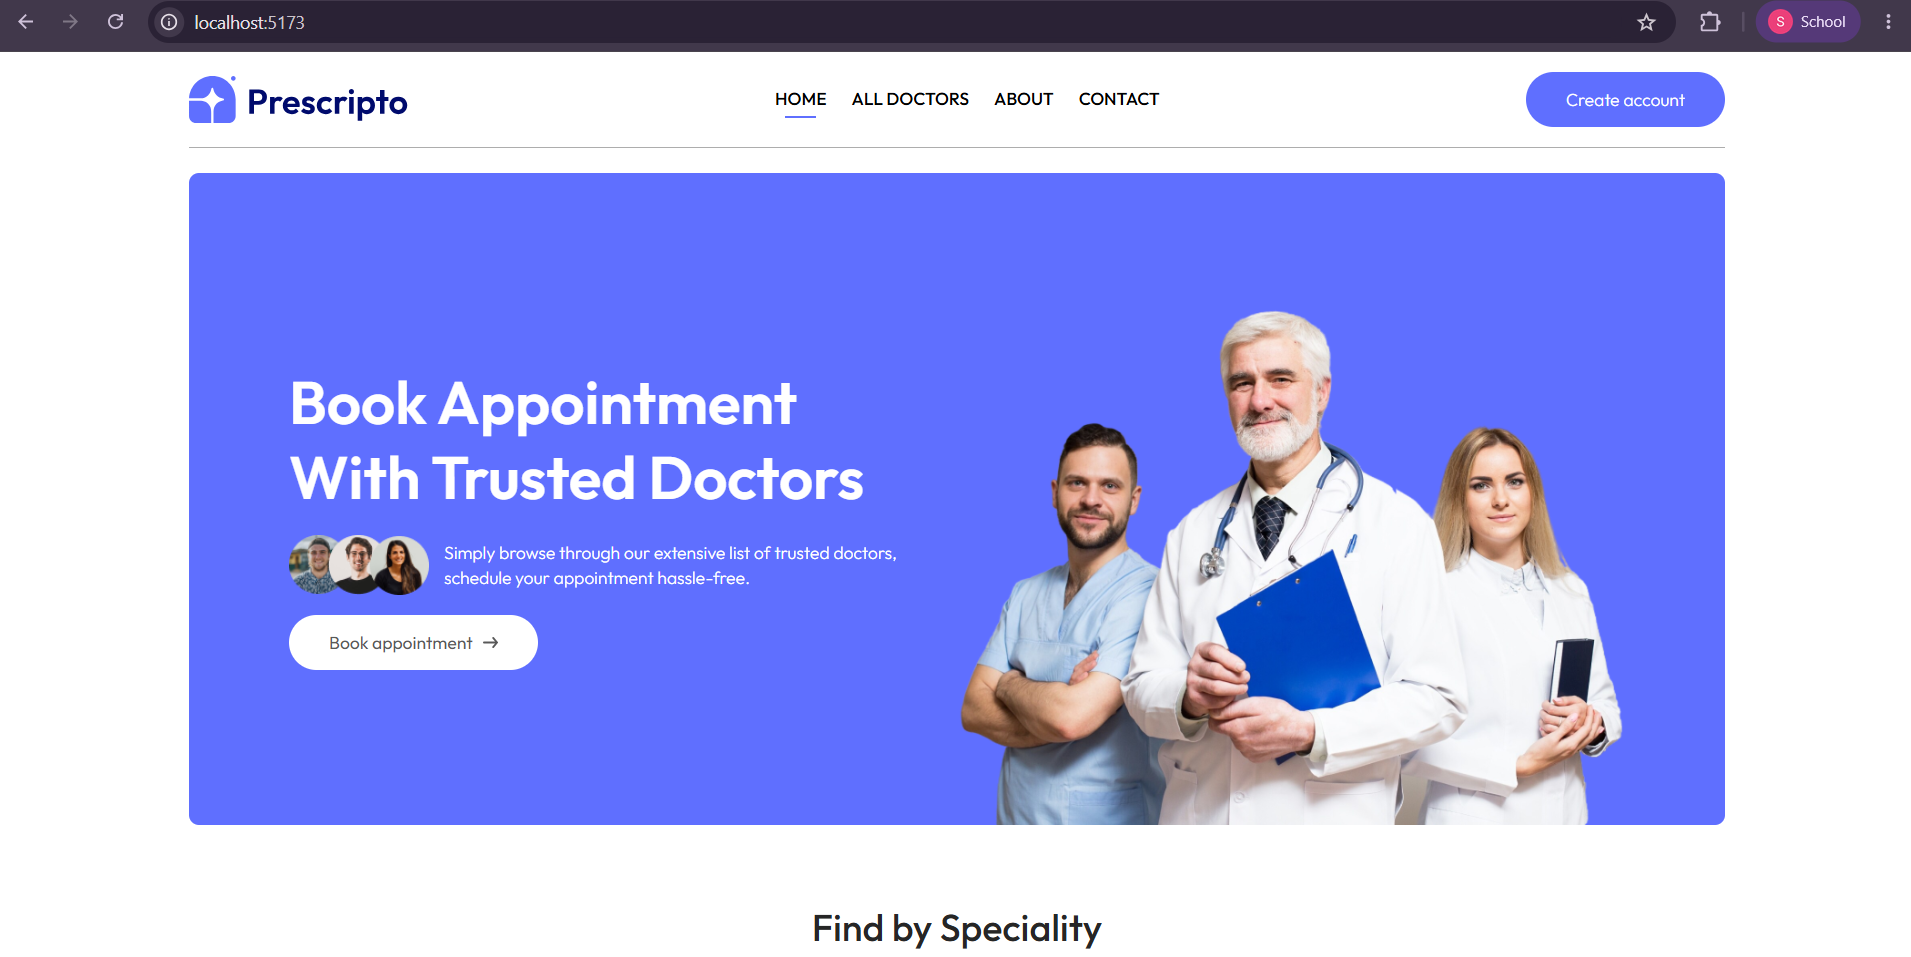 localhost:5173
S School
Prescripto
HOME ALL DOCTORS ABOUT CONTACT
Create account
Book Appointment
With Trusted Doctors
Simply browse through our extensive list of trusted doctors,
schedule your appointment hassle-free.
Book appointment →
Find by Speciality